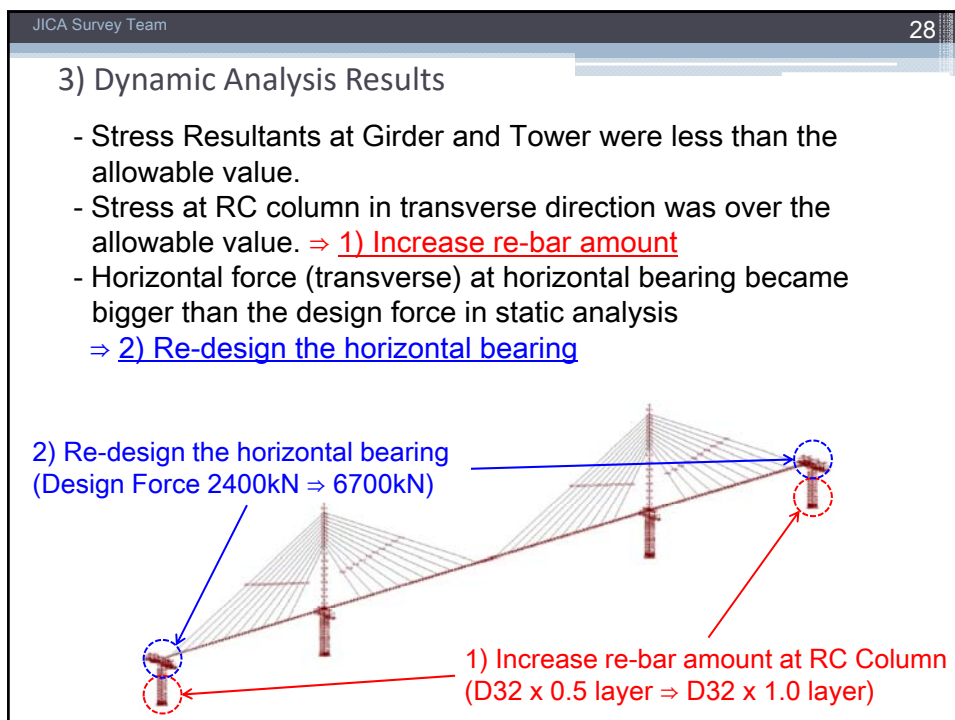 JICA Survey Team
28
3) Dynamic Analysis Results
- Stress Resultants at Girder and Tower were less than the
allowable value.
- Stress at RC column in transverse direction was over the
allowable value. ⇒ 1) Increase re-bar amount
- Horizontal force (transverse) at horizontal bearing became
bigger than the design force in static analysis
⇒ 2) Re-design the horizontal bearing
2) Re-design the horizontal bearing
(Design Force 2400kN ⇒ 6700kN)
1) Increase re-bar amount at RC Column
(D32 x 0.5 layer ⇒ D32 x 1.0 layer)